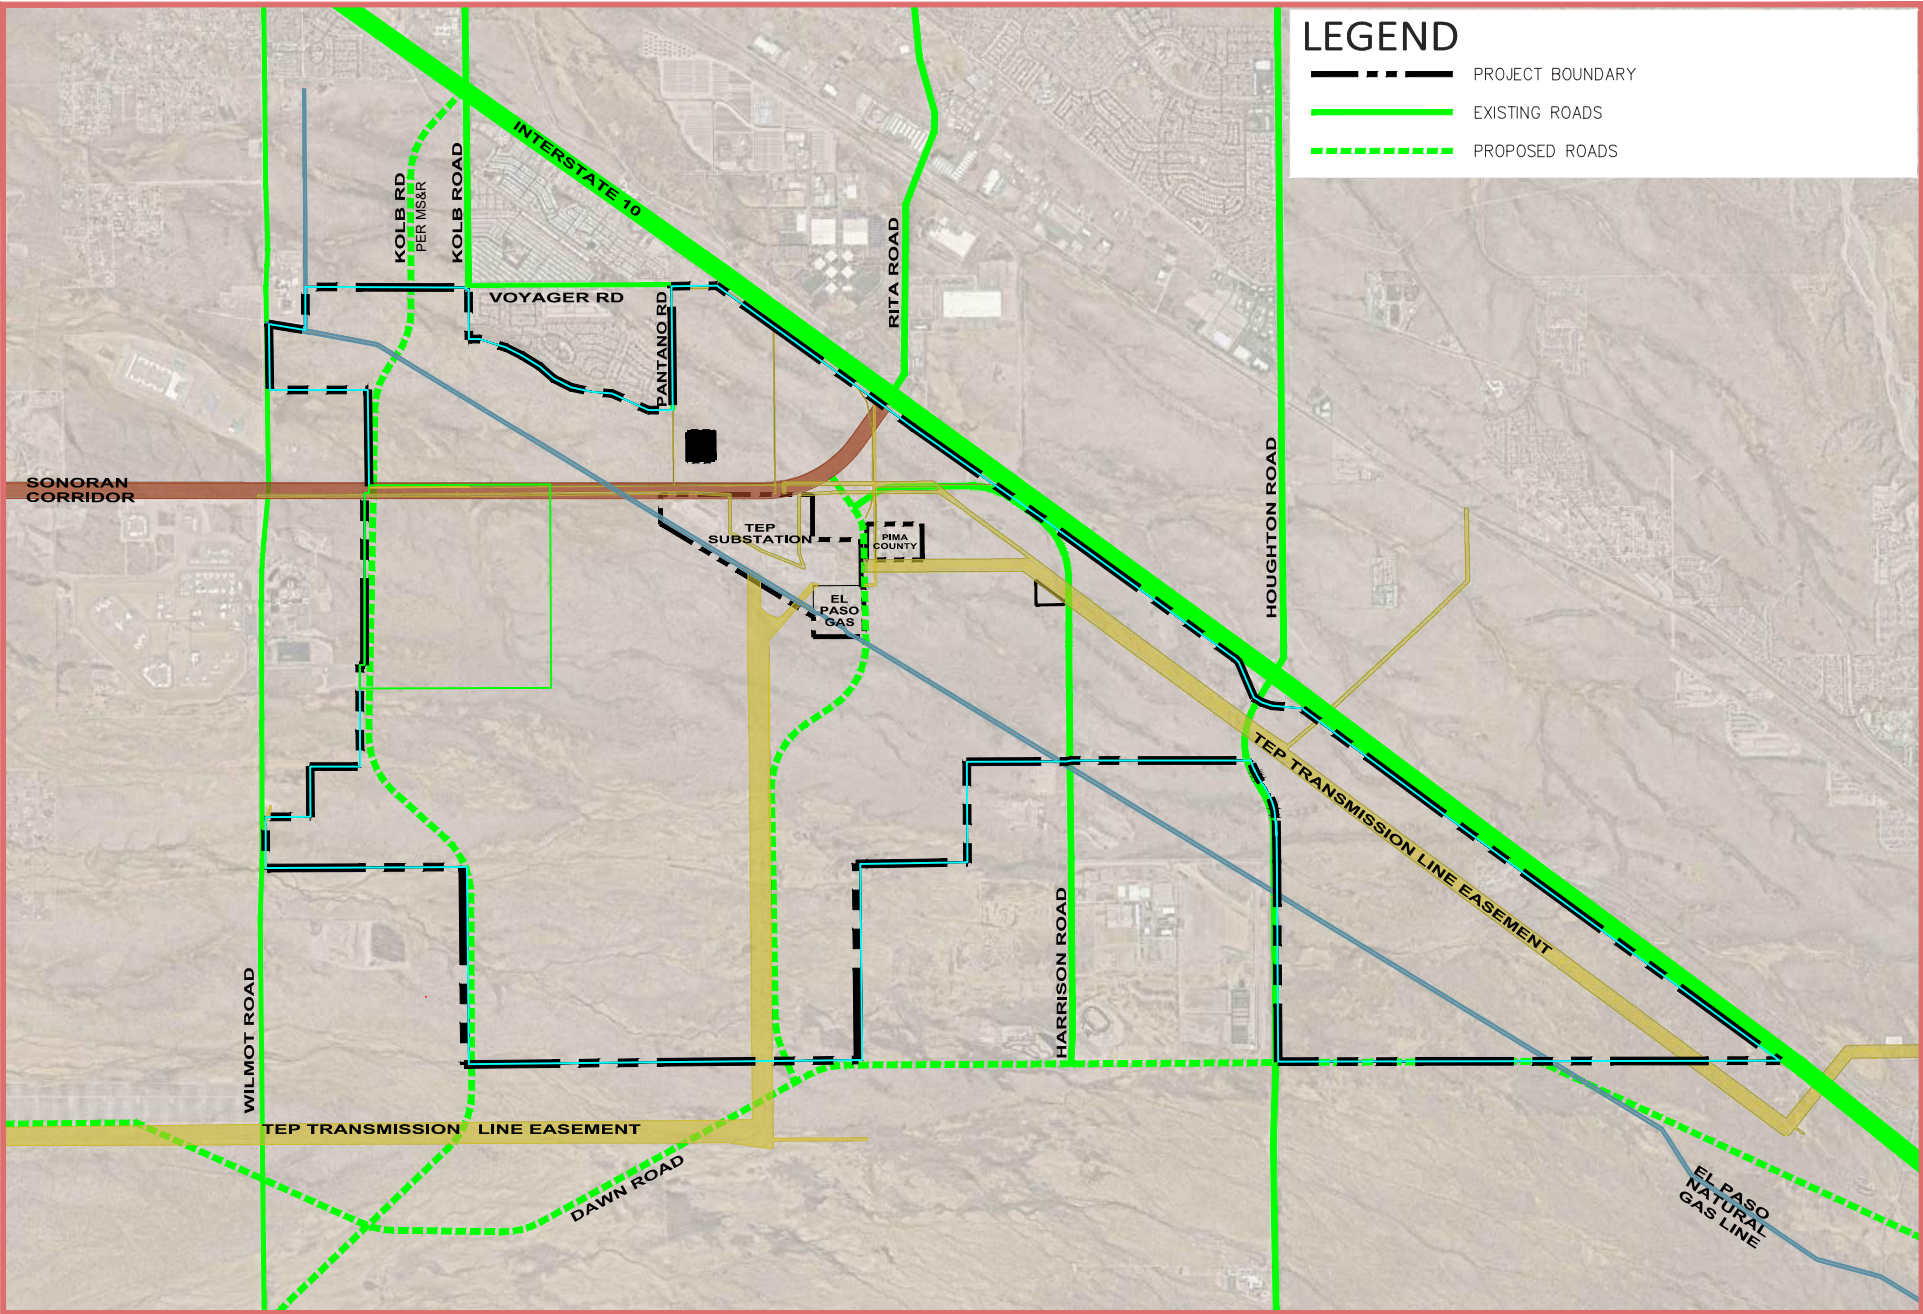 LEGEND
PROJECT BOUNDARY
EXISTING ROADS
PROPOSED ROADS
INTERSTATE 10
KOLB RD
PER MS&R
KOLB ROAD
RITA ROAD
VOYAGER RD
PANTANO RD
HOUGHTON ROAD
SONORAN
CORRIDOR
TEP
SUBSTATION
PIMA
COUNTY
EL
PASO
GAS
TEP TRANSMISSION LINE EASEMENT
HARRISON ROAD
WILMOT ROAD
TEP TRANSMISSION LINE EASEMENT
DAWN ROAD
EL PASO
NATURAL
GAS LINE